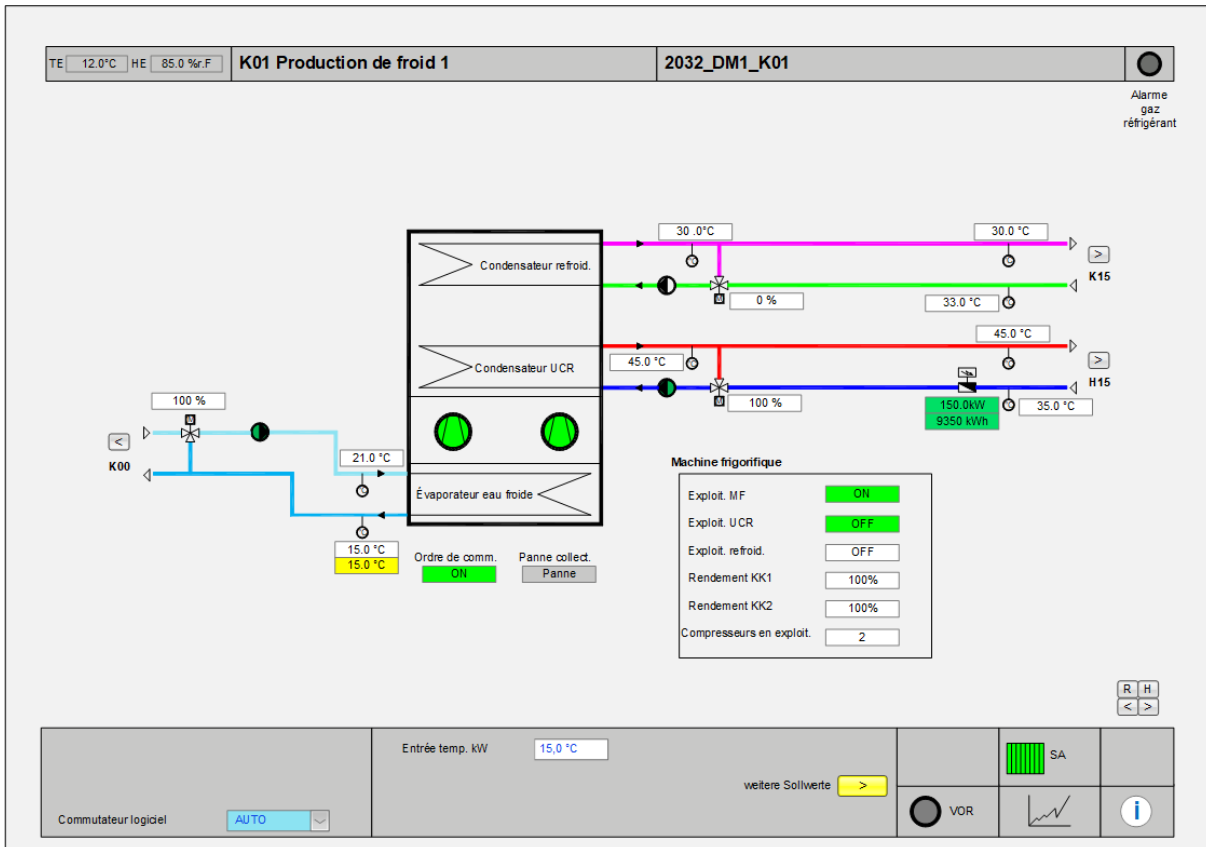 TE 12.0°C HE 85.0 %r.F K01 Production de froid 1 2032_DM1_K01
Alarme
gaz
réfrigérant
30 .0°C 30.0 °C
Condensateur refroid.
>
K15
0 %
33.0 °C
45.0 °C
Condensateur UCR
45.0 °C
>
H15
100 %
150.0kW
9350 kWh
35.0 °C
100 %
<
K00
21.0 °C
Évaporateur eau froide
15.0 °C
15.0 °C
Ordre de comm.
ON
Panne collect.
Panne
Machine frigorifique
Exploit. MF ON
Exploit. UCR OFF
Exploit. refroid. OFF
Rendement KK1 100%
Rendement KK2 100%
Compresseurs en exploit. 2
R H
< >
Entrée temp. kW 15,0 °C
weitere Sollwerte >
Commutateur logiciel AUTO
SA
VOR
i